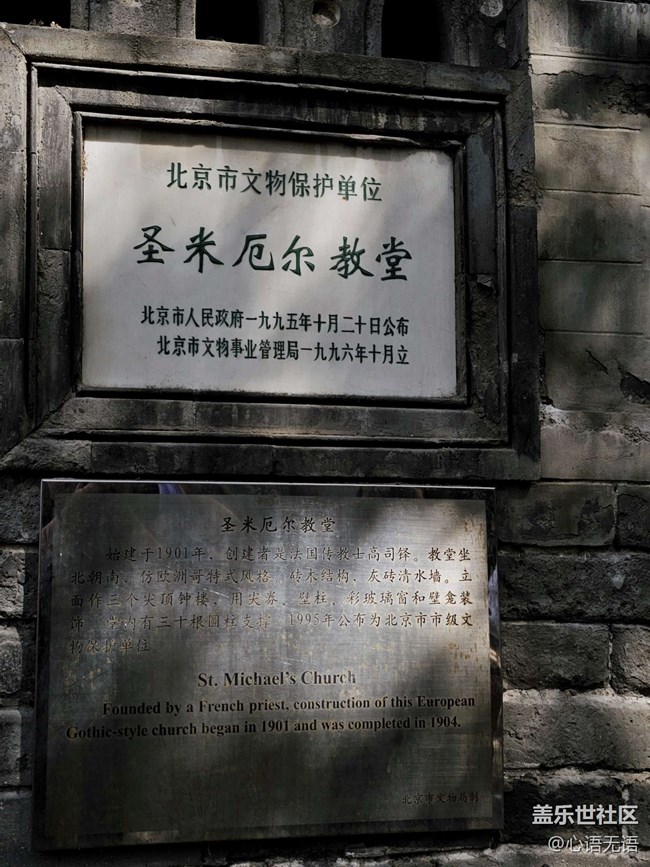 北京市文物保护单位
圣米厄尔教堂
北京市人民政府一九九五年十月二十日公布
北京市文物事业管理局一九九六年十月立
圣米厄尔教堂
始建于1901年，创建者是法国传教士高司铎。教堂坐
北朝南，仿欧洲哥特式风格，砖木结构，灰砖清水墙。立
面作三个尖顶钟楼，用尖券、壁柱，彩玻璃窗和壁龛装
饰。堂内有三十根圆柱支撑。1995年公布为北京市市级文
物保护单位。
St. Michael's Church
Founded by a French priest, construction of this European
Gothic-style church began in 1901 and was completed in 1904.
北京市文物局制
盖乐世社区
@心语无语